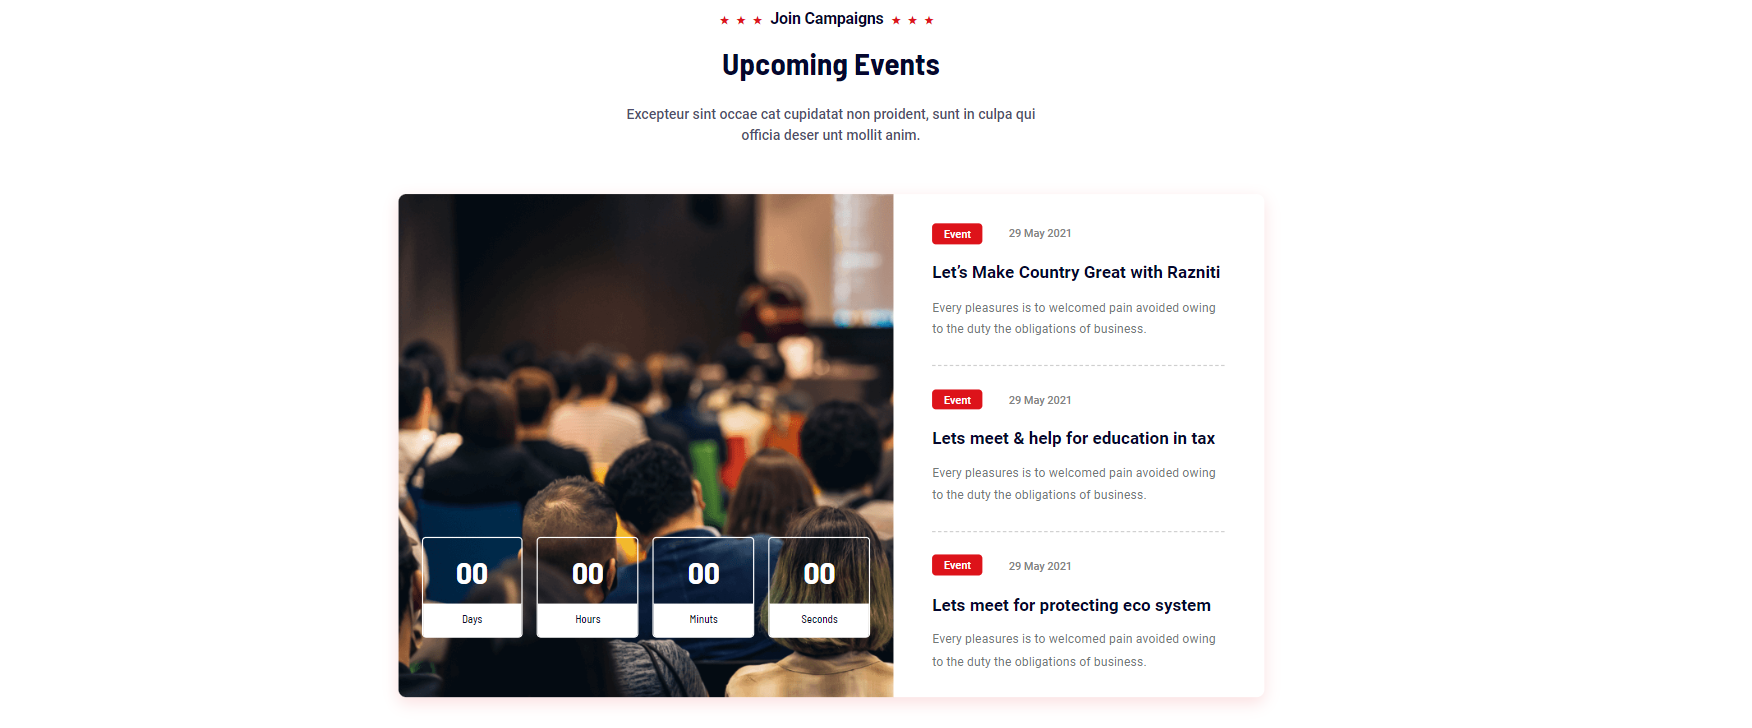 ★ ★ ★ Join Campaigns ★ ★ ★
Upcoming Events
Excepteur sint occae cat cupidatat non proident, sunt in culpa qui
officia deser unt mollit anim.
00 00 00 00
Days Hours Minuts Seconds
Event 29 May 2021
Let’s Make Country Great with Razniti
Every pleasures is to welcomed pain avoided owing
to the duty the obligations of business.
Event 29 May 2021
Lets meet & help for education in tax
Every pleasures is to welcomed pain avoided owing
to the duty the obligations of business.
Event 29 May 2021
Lets meet for protecting eco system
Every pleasures is to welcomed pain avoided owing
to the duty the obligations of business.